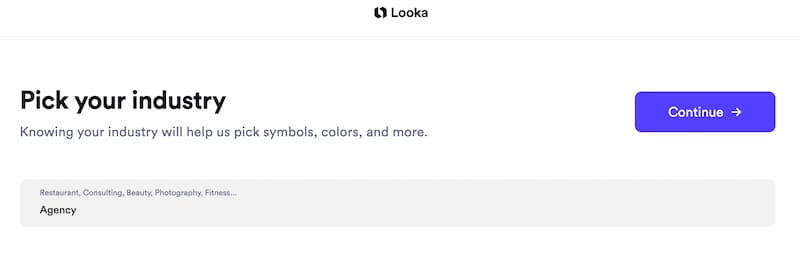 Looka
Pick your industry
Continue →
Knowing your industry will help us pick symbols, colors, and more.
Restaurant, Consulting, Beauty, Photography, Fitness...
Agency